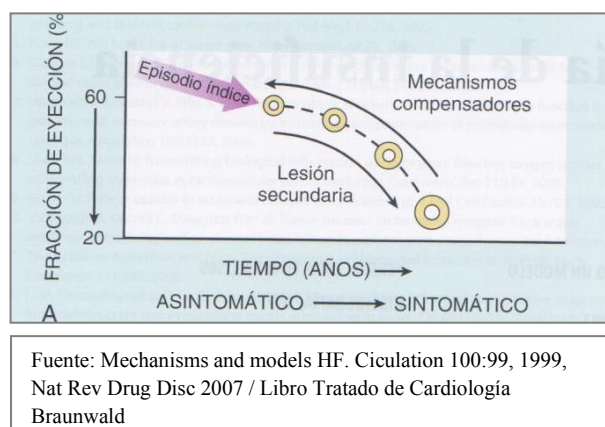 FRACCIÓN DE EYECCIÓN (%
60
20
Episodio índice
Mecanismos
compensadores
Lesión
secundaria
TIEMPO (AÑOS)
ASINTOMÁTICO
SINTOMÁTICO
A
Fuente: Mechanisms and models HF. Ciculation 100:99, 1999,
Nat Rev Drug Disc 2007 / Libro Tratado de Cardiología
Braunwald